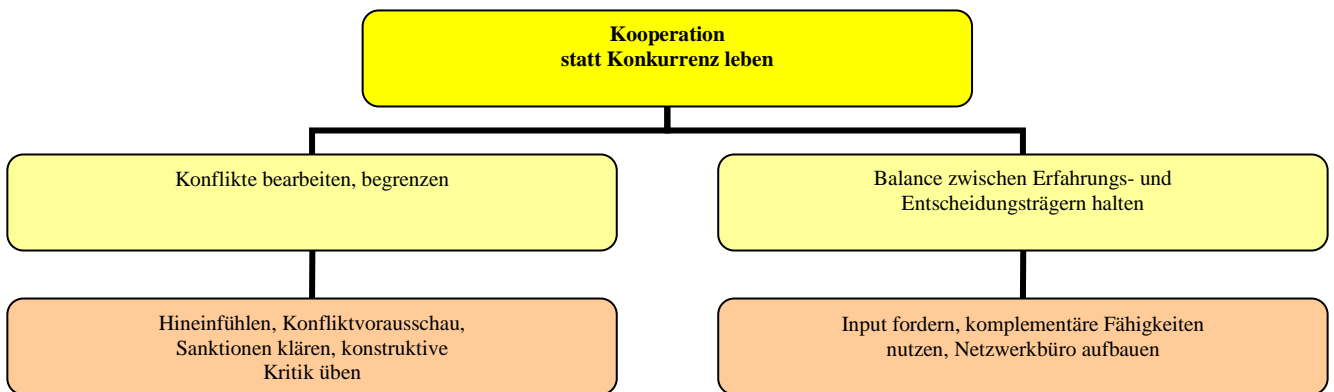 Kooperation
statt Konkurrenz leben
Konflikte bearbeiten, begrenzen
Balance zwischen Erfahrungs- und
Entscheidungsträgern halten
Hineinfühlen, Konfliktvorausschau,
Sanktionen klären, konstruktive
Kritik üben
Input fordern, komplementäre Fähigkeiten
nutzen, Netzwerkbüro aufbauen